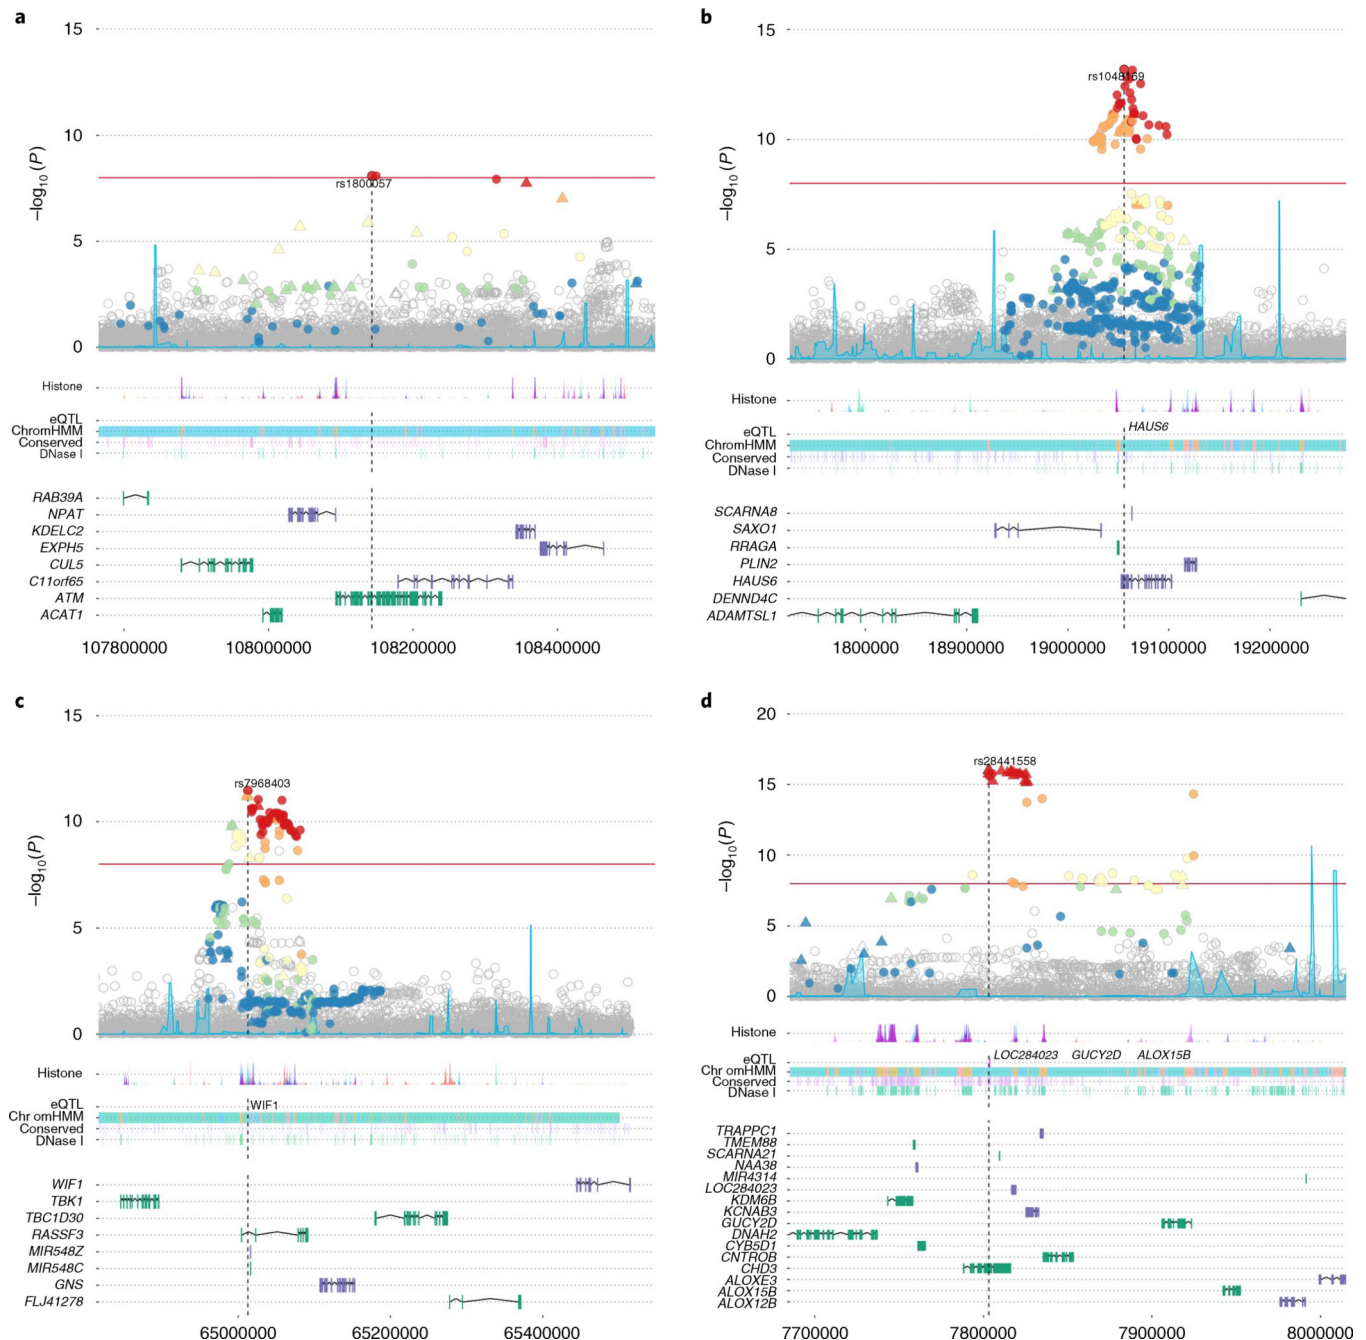 a
15
10
5
0
−log10 (P)
rs1800057
Histone
eQTL
ChromHMM
Conserved
DNase I
RAB39A
NPAT
KDELC2
EXPH5
CUL5
C11orf65
ATM
ACAT1
107800000 108000000 108200000 108400000
b
15
10
5
0
−log10 (P)
rs1048169
Histone
eQTL HAUS6
ChromHMM
Conserved
DNase I
SCARNA8
SAXO1
RRAGA
PLIN2
HAUS6
DENND4C
ADAMTSL1
18800000 18900000 19000000 19100000 19200000
c
15
10
5
0
−log10(P)
rs7968403
Histone
eQTL WIF1
Chr omHMM
Conserved
DNase I
WIF1
TBK1
TBC1D30
RASSF3
MIR548Z
MIR548C
GNS
FLJ41278
65000000 65200000 65400000
d
20
15
10
5
0
−log10(P)
rs28441558
Histone
eQTL LOC284023 GUCY2D ALOX15B
Chr omHMM
Conserved
DNase I
TRAPPC1
TMEM88
SCARNA21
NAA38
MIR4314
LOC284023
KDM6B
KCNAB3
GUCY2D
DNAH2
CYB5D1
CNTROB
CHD3
ALOXE3
ALOX15B
ALOX12B
7700000 7800000 7900000 8000000